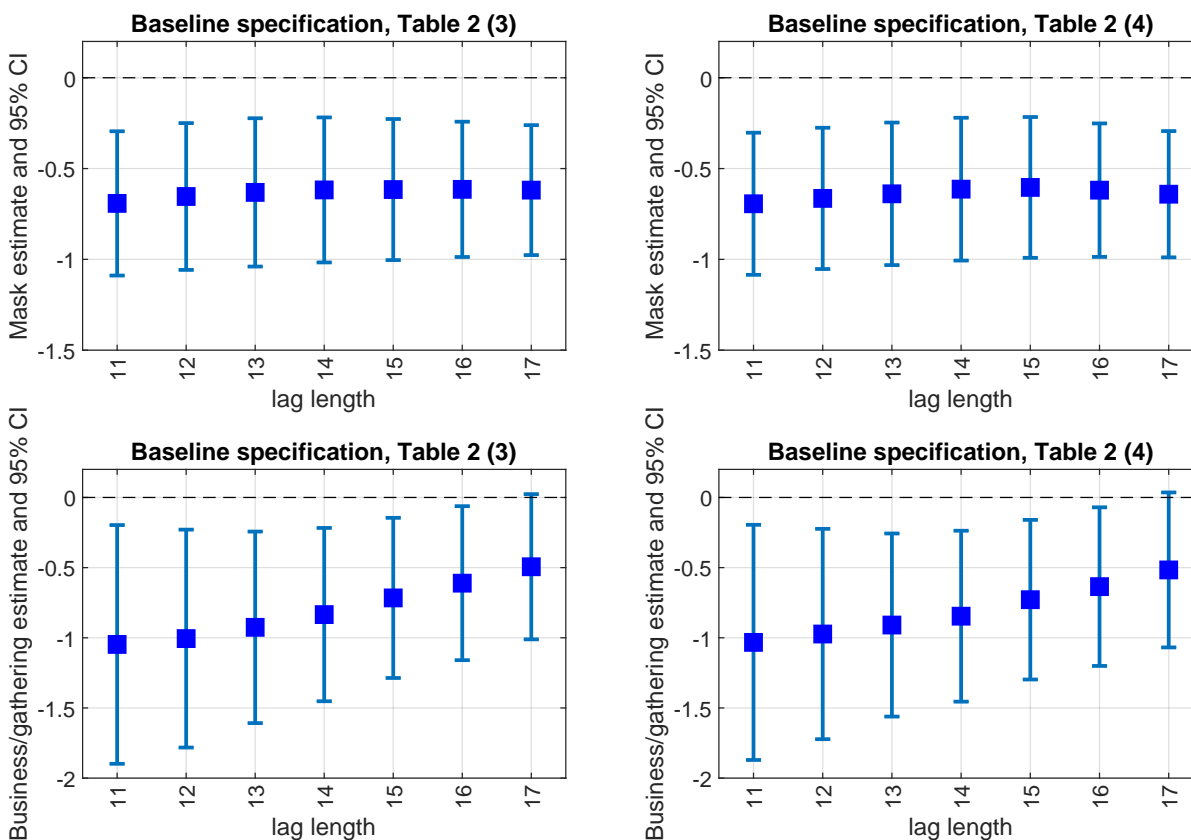 Baseline specification, Table 2 (3)
Mask estimate and 95% CI
0
-0.5
-1
-1.5
11 12 13 14 15 16 17
lag length
Baseline specification, Table 2 (4)
Mask estimate and 95% CI
0
-0.5
-1
-1.5
11 12 13 14 15 16 17
lag length
Baseline specification, Table 2 (3)
Business/gathering estimate and 95% CI
0
-0.5
-1
-1.5
-2
11 12 13 14 15 16 17
lag length
Baseline specification, Table 2 (4)
Business/gathering estimate and 95% CI
0
-0.5
-1
-1.5
-2
11 12 13 14 15 16 17
lag length